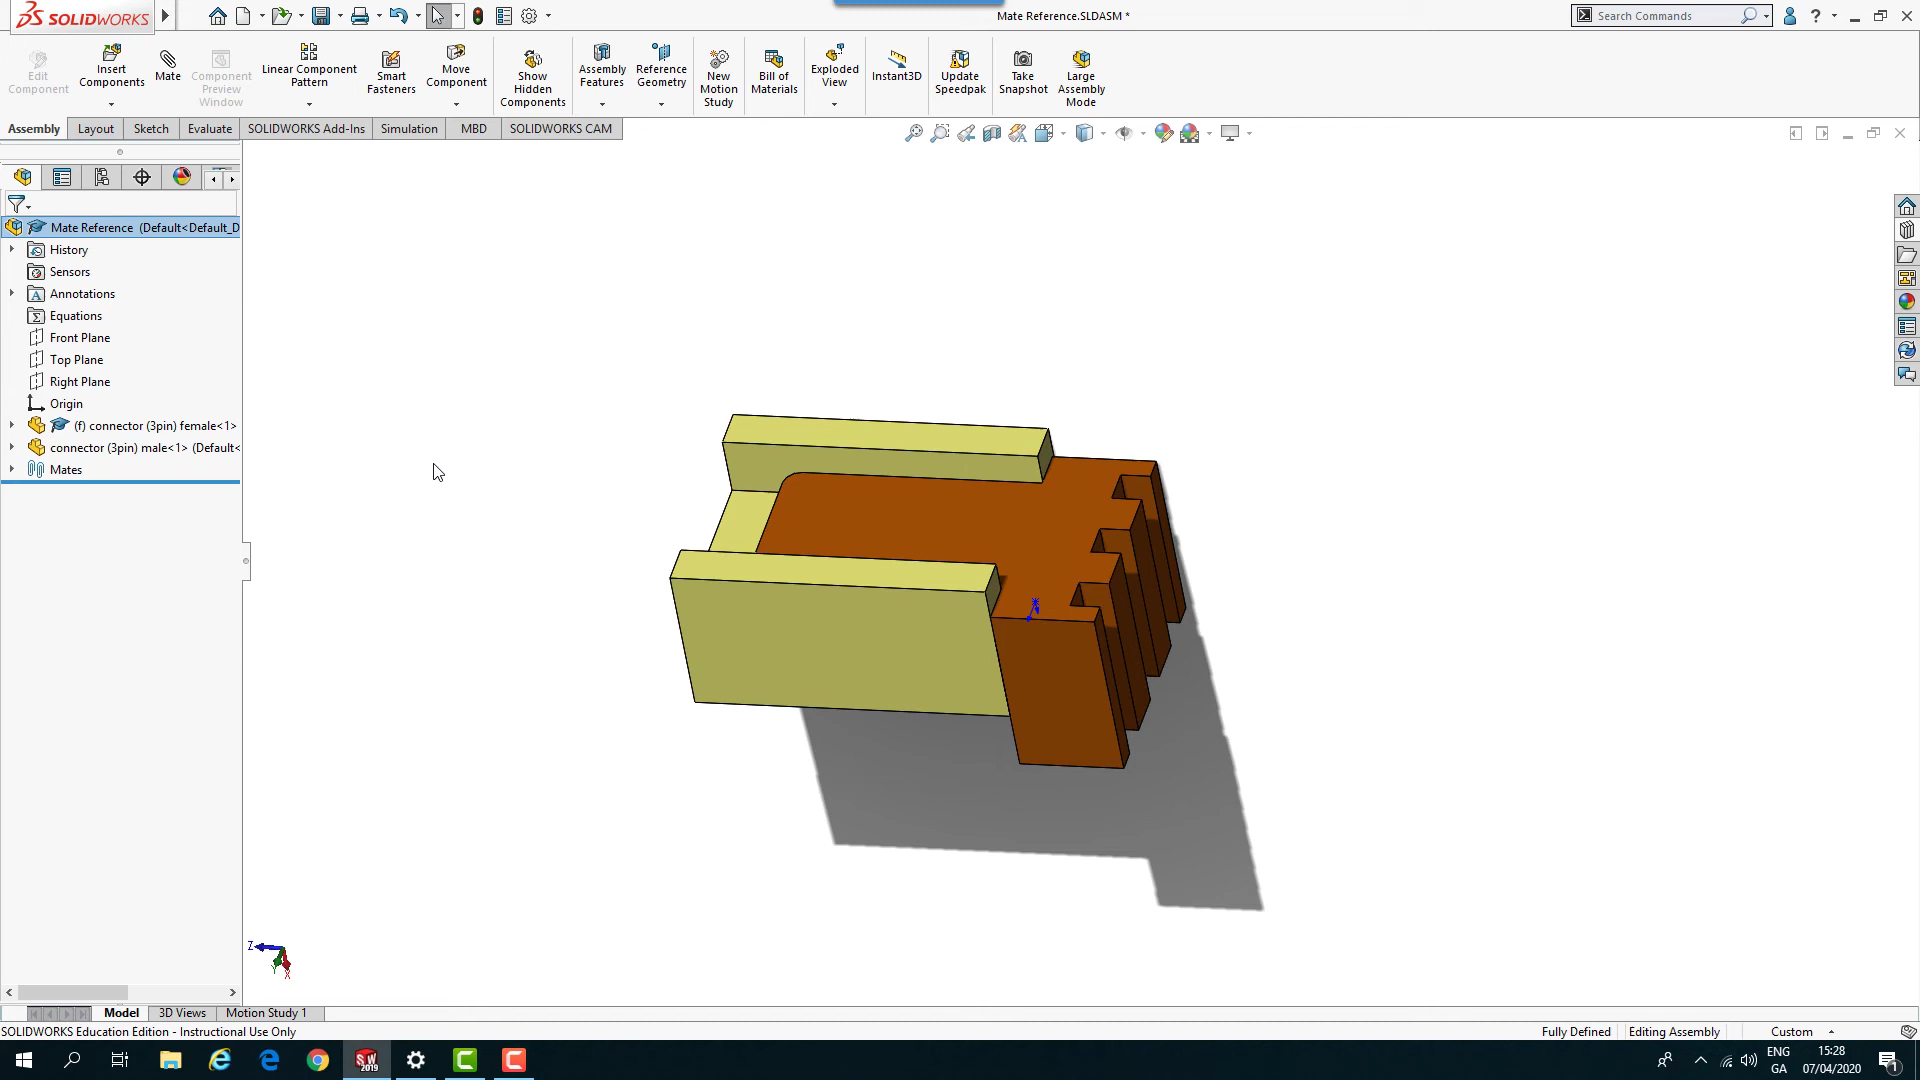 SOLIDWORKS
Mate Reference.SLDASM *
Search Commands
Edit
Component
Insert
Components
Mate
Component
Preview
Window
Linear Component
Pattern
Smart
Fasteners
Move
Component
Show
Hidden
Components
Assembly
Features
Reference
Geometry
New
Motion
Study
Bill of
Materials
Exploded
View
Instant3D
Update
Speedpak
Take
Snapshot
Large
Assembly
Mode
Assembly Layout Sketch Evaluate SOLIDWORKS Add-Ins Simulation MBD SOLIDWORKS CAM
Mate Reference (Default<Default_D
History
Sensors
Annotations
Equations
Front Plane
Top Plane
Right Plane
Origin
(f) connector (3pin) female<1>
connector (3pin) male<1> (Default<
Mates
Z
Y
X
Model 3D Views Motion Study 1
SOLIDWORKS Education Edition - Instructional Use Only
Fully Defined Editing Assembly Custom
SW
2019
ENG
GA
15:28
07/04/2020
1